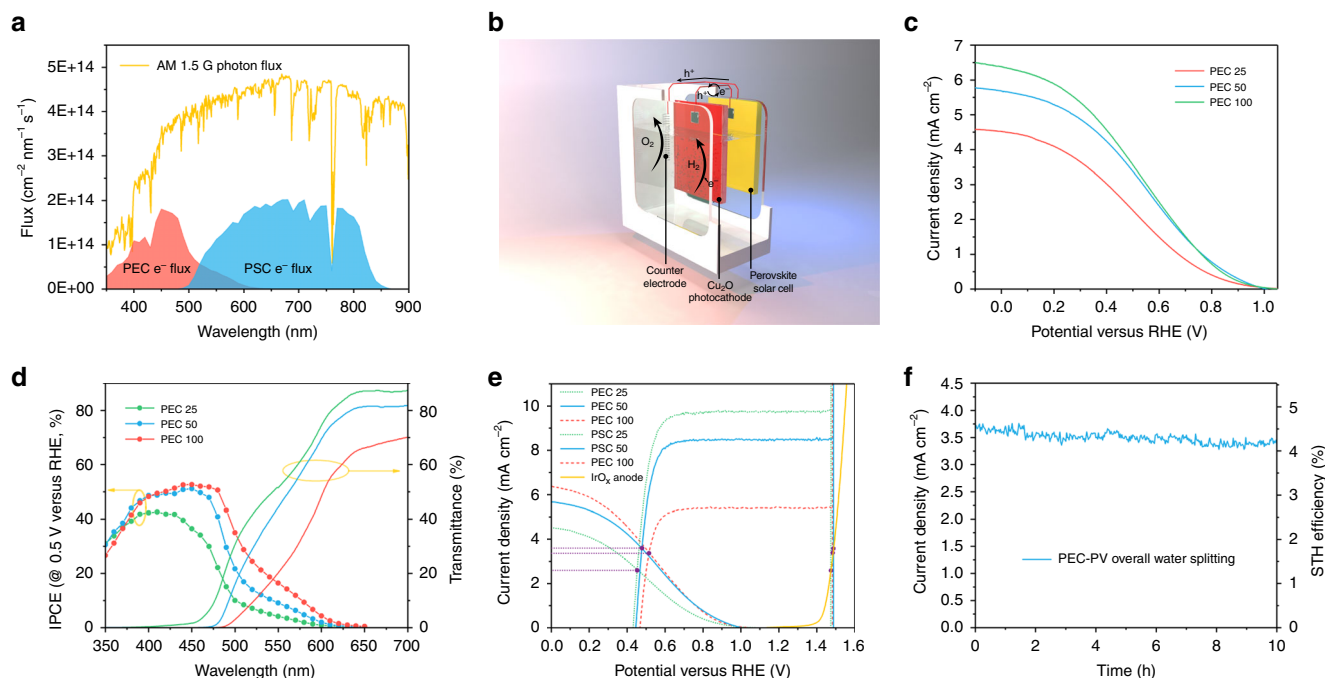 a
5E+14
4E+14
3E+14
2E+14
1E+14
0E+00
Flux (cm⁻² nm⁻¹ s⁻¹)
AM 1.5 G photon flux
PEC e⁻ flux
PSC e⁻ flux
400 500 600 700 800 900
Wavelength (nm)
b
h⁺
h⁺ e⁻
O₂
H₂
e⁻
Counter
electrode
Cu₂O
photocathode
Perovskite
solar cell
c
7
6
5
4
3
2
1
0
Current density (mA cm⁻²)
PEC 25
PEC 50
PEC 100
0.0 0.2 0.4 0.6 0.8 1.0
Potential versus RHE (V)
d
80
60
40
20
0
IPCE (@ 0.5 V versus RHE, %)
PEC 25
PEC 50
PEC 100
80
60
40
20
0
Transmittance (%)
350 400 450 500 550 600 650 700
Wavelength (nm)
e
10
8
6
4
2
0
Current density (mA cm⁻²)
PEC 25
PEC 50
PEC 100
PSC 25
PSC 50
PEC 100
IrOₓ anode
0.0 0.2 0.4 0.6 0.8 1.0 1.2 1.4 1.6
Potential versus RHE (V)
f
4.5
4.0
3.5
3.0
2.5
2.0
1.5
1.0
0.5
0.0
Current density (mA cm⁻²)
PEC-PV overall water splitting
5
4
3
2
1
0
STH efficiency (%)
0 2 4 6 8 10
Time (h)